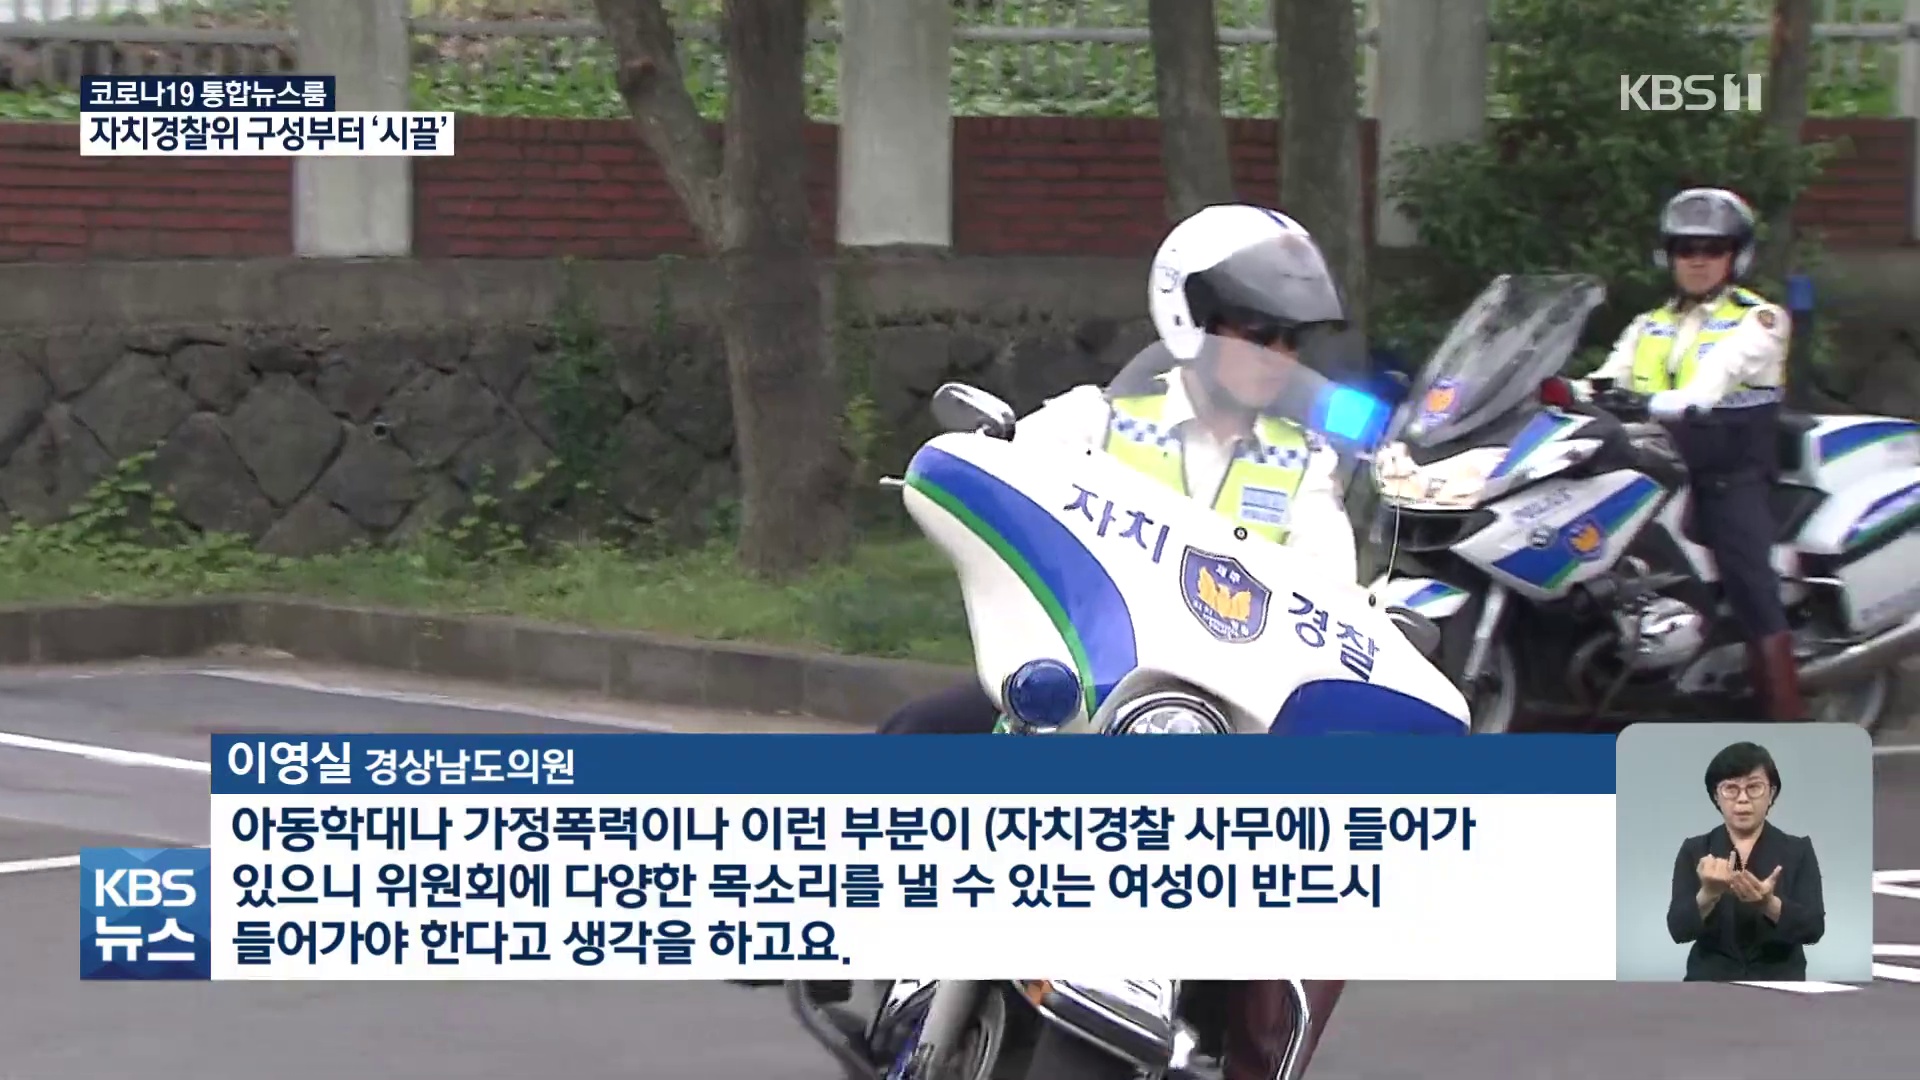 코로나19 통합뉴스룸
자치경찰위 구성부터 ‘시끌’
KBS 1
자치 경찰
제주
이영실 경상남도의원
아동학대나 가정폭력이나 이런 부분이 (자치경찰 사무에) 들어가
있으니 위원회에 다양한 목소리를 낼 수 있는 여성이 반드시
들어가야 한다고 생각을 하고요.
KBS
뉴스